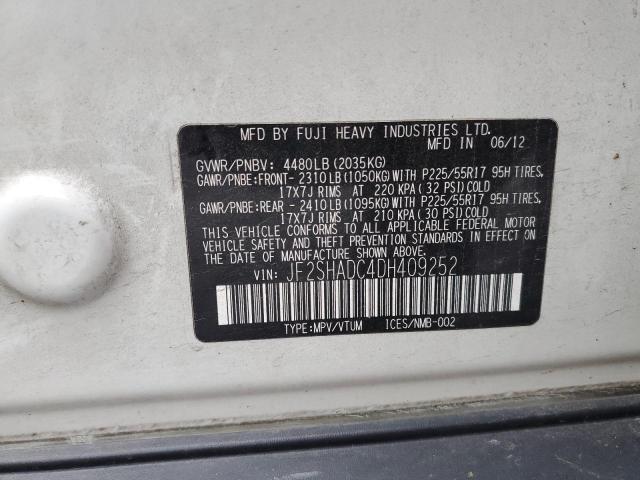 MFD BY FUJI HEAVY INDUSTRIES LTD.
MFD IN 06/12
GVWR/PNBV: 4480LB (2035KG)
GAWR/PNBE:FRONT- 2310LB (1050KG)WITH P225/55R17 95H TIRES.
17X7J RIMS AT 220 KPA (32 PSI)COLD
GAWR/PNBE:REAR - 2410LB (1095KG)WITH P225/55R17 95H TIRES.
17X7J RIMS AT 210 KPA (30 PSI)COLD
THIS VEHICLE CONFORMS TO ALL APPLICABLE FEDERAL MOTOR
VEHICLE SAFETY AND THEFT PREVENTION STANDARDS IN EFFECT ON
THE DATE OF MANUFACTURE SHOWN ABOVE.
VIN: JF2SHADC4DH409252
TYPE:MPV/VTUM ICES/NMB-002